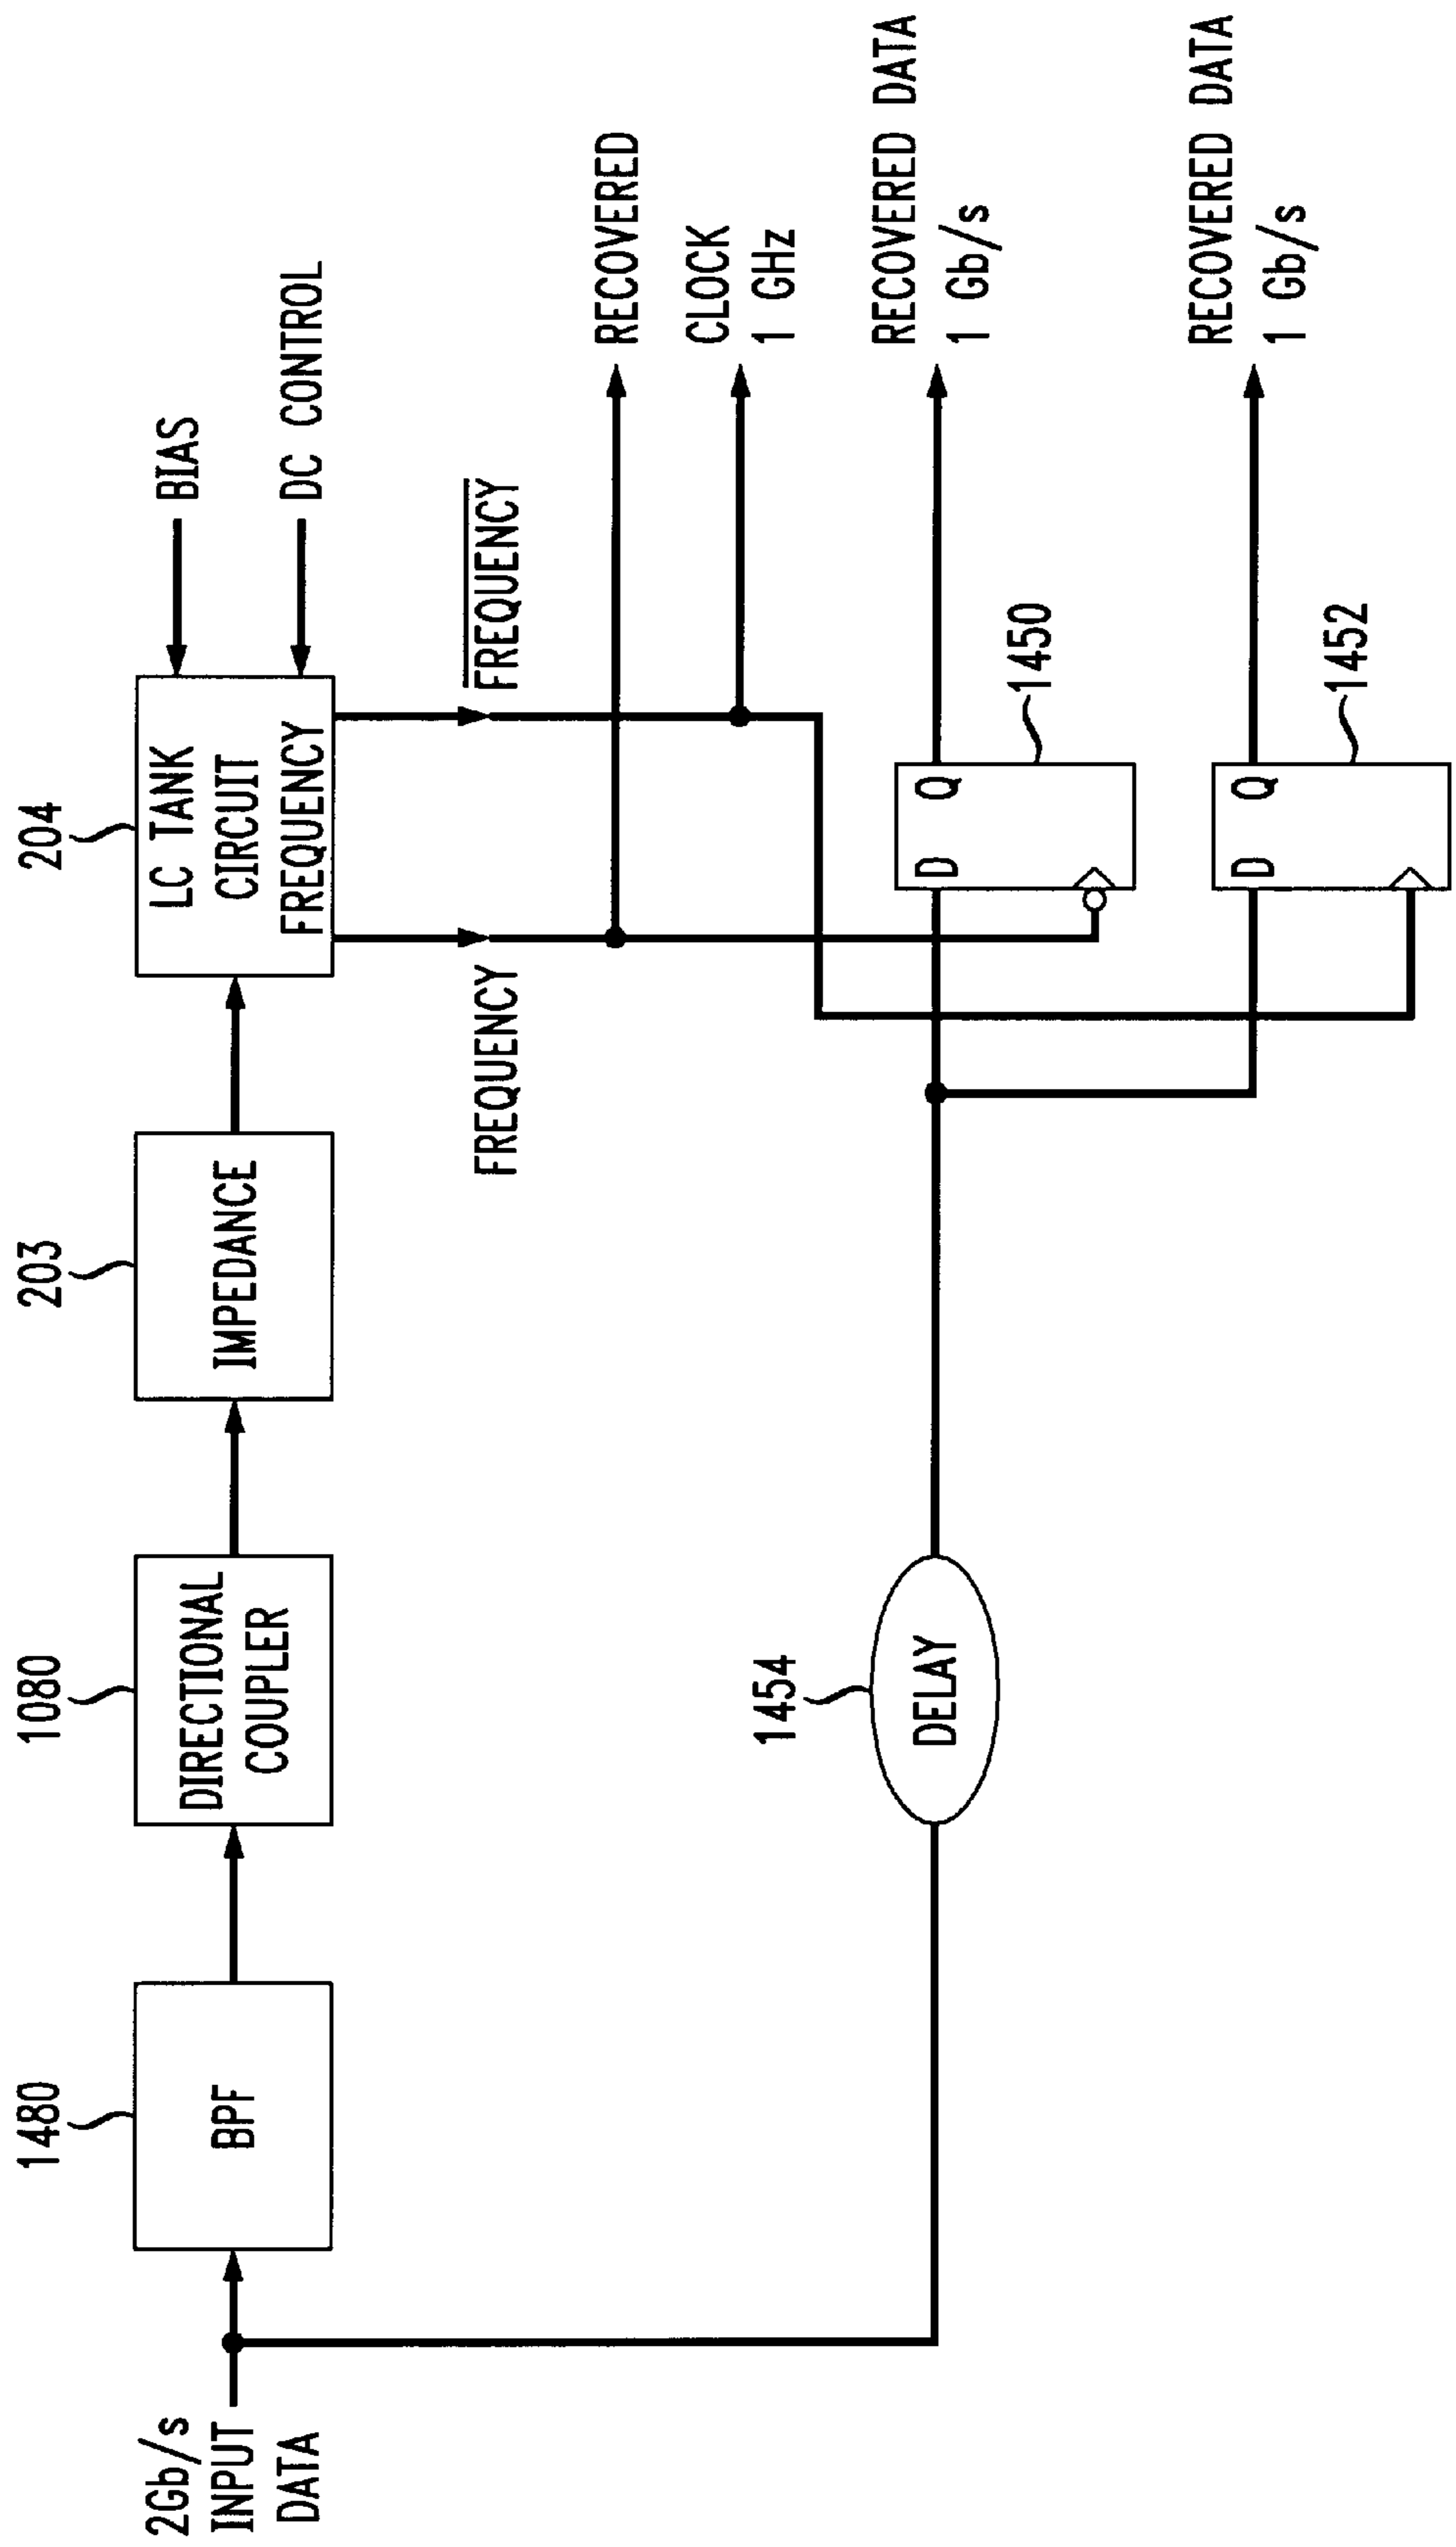 1480
1080
203
204
2Gb/s
INPUT
DATA
BPF
DIRECTIONAL
COUPLER
IMPEDANCE
LC TANK
CIRCUIT
FREQUENCY
BIAS
DC CONTROL
FREQUENCY
FREQUENCY
RECOVERED
CLOCK
1 GHz
1454
DELAY
D Q
1450
RECOVERED DATA
1 Gb/s
D Q
1452
RECOVERED DATA
1 Gb/s